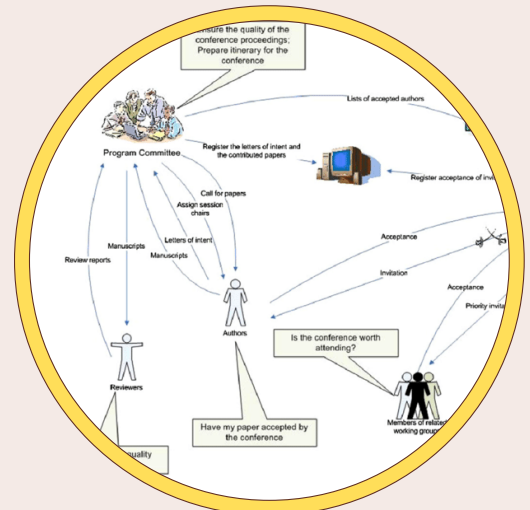 nsure the quality of the
conference proceedings;
Prepare itinerary for the
conference
Lists of accepted authors
Program Committee
Register the letters of intent and
the contributed papers
Register acceptance of invi
Call for papers
Assign session
chairs
Letters of intent
Manuscripts
Manuscripts
Review reports
Acceptance
Invitation
Acceptance
Priority invita
Authors
Is the conference worth
attending?
Reviewers
Members of related
working group
Have my paper accepted by
the conference
uality